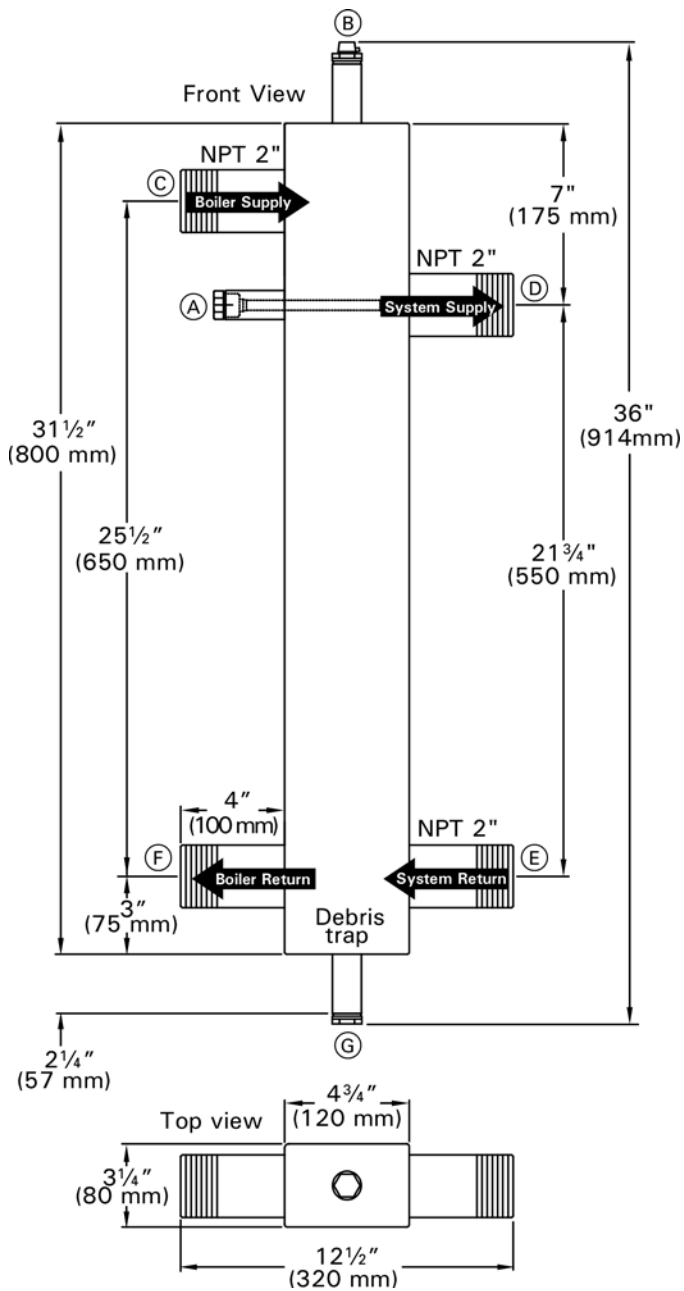 B
Front View
NPT 2"
C
Boiler Supply
7"
(175 mm)
NPT 2"
D
A
System Supply
31½"
(800 mm)
36"
(914mm)
25½"
(650 mm)
21¾"
(550 mm)
4"
(100 mm)
NPT 2"
F
Boiler Return
System Return
E
3"
(75 mm)
Debris
trap
G
2¼"
(57 mm)
4¾"
(120 mm)
Top view
3¼"
(80 mm)
12½"
(320 mm)